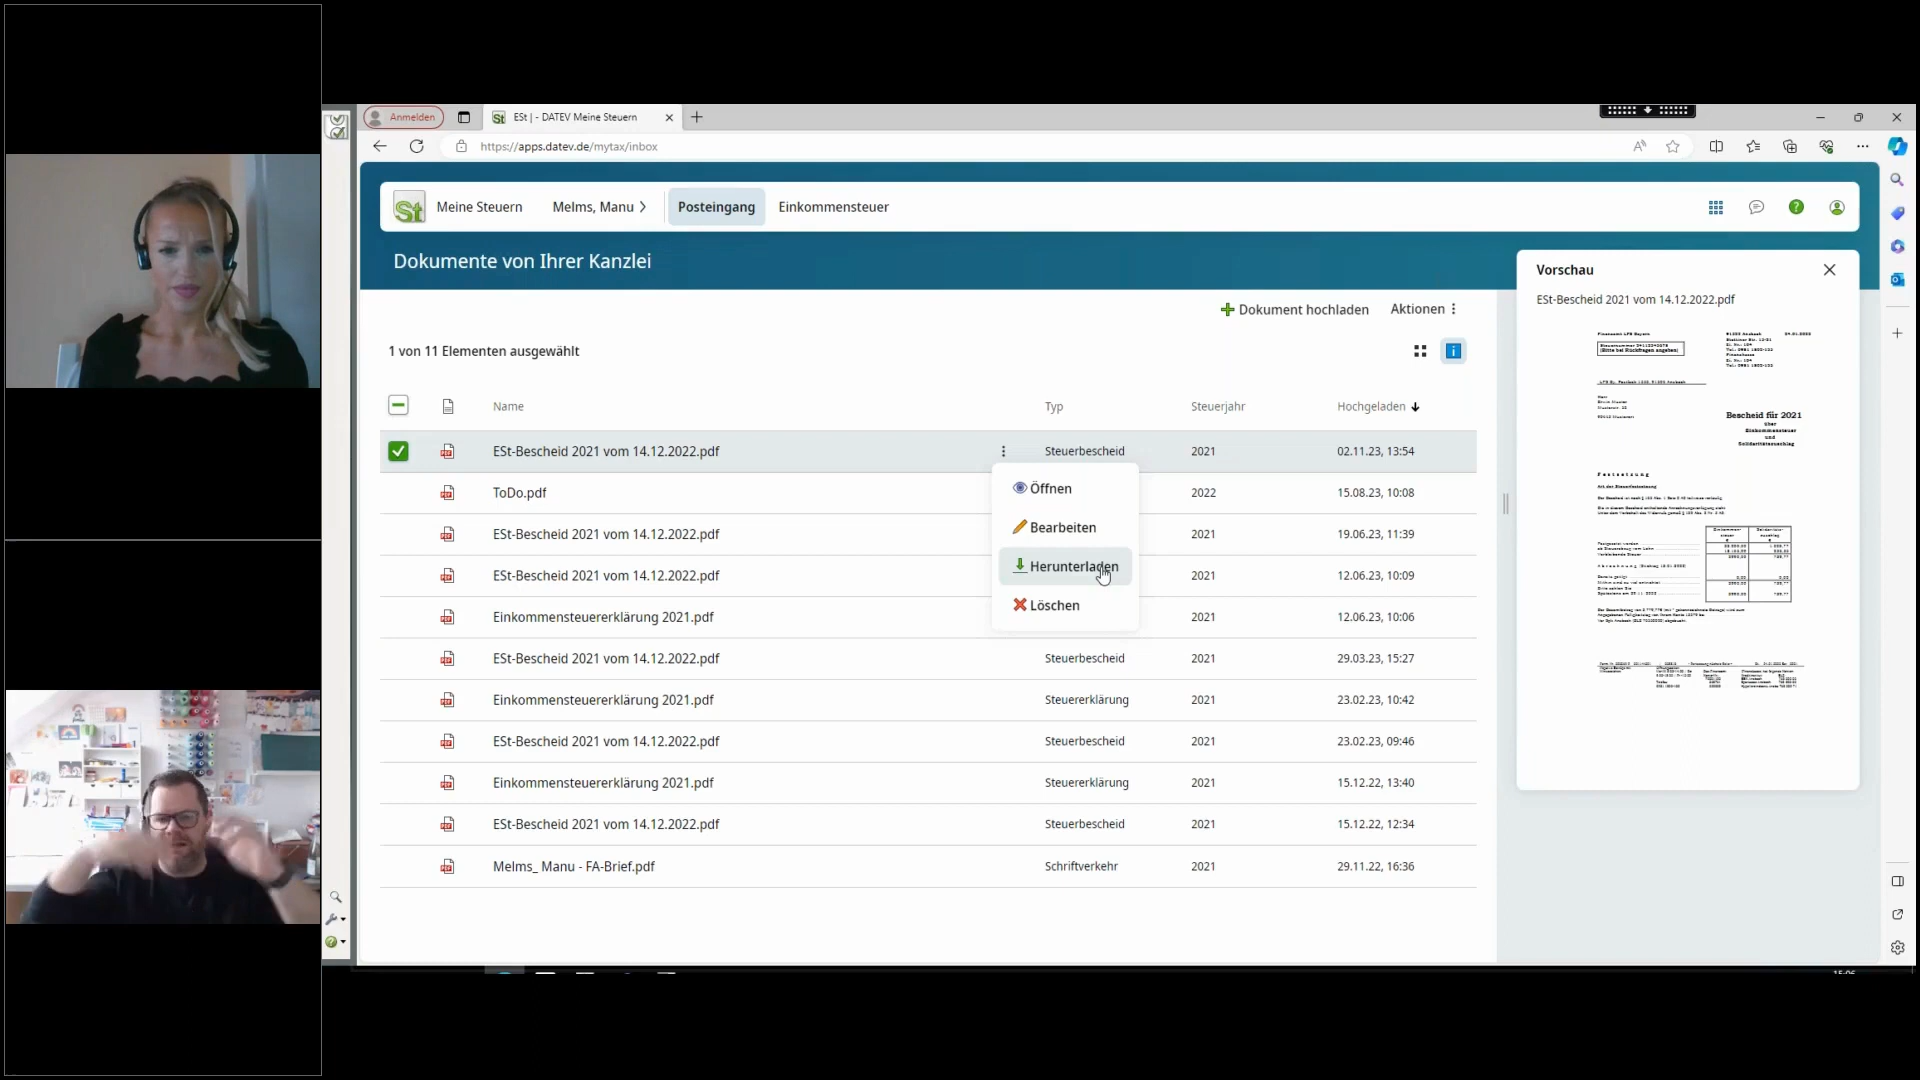 Anmelden
ESt | - DATEV Meine Steuern
https://apps.datev.de/mytax/inbox
St
Meine Steuern
Melms, Manu
Posteingang
Einkommensteuer
Dokumente von Ihrer Kanzlei
Dokument hochladen
Aktionen
1 von 11 Elementen ausgewählt
Name
Typ
Steuerjahr
Hochgeladen
ESt-Bescheid 2021 vom 14.12.2022.pdf Steuerbescheid 2021 02.11.23, 13:54
ToDo.pdf 2022 15.08.23, 10:08
ESt-Bescheid 2021 vom 14.12.2022.pdf 2021 19.06.23, 11:39
ESt-Bescheid 2021 vom 14.12.2022.pdf 2021 12.06.23, 10:09
Einkommensteuererklärung 2021.pdf 2021 12.06.23, 10:06
ESt-Bescheid 2021 vom 14.12.2022.pdf Steuerbescheid 2021 29.03.23, 15:27
Einkommensteuererklärung 2021.pdf Steuererklärung 2021 23.02.23, 10:42
ESt-Bescheid 2021 vom 14.12.2022.pdf Steuerbescheid 2021 23.02.23, 09:46
Einkommensteuererklärung 2021.pdf Steuererklärung 2021 15.12.22, 13:40
ESt-Bescheid 2021 vom 14.12.2022.pdf Steuerbescheid 2021 15.12.22, 12:34
Melms_ Manu - FA-Brief.pdf Schriftverkehr 2021 29.11.22, 16:36
Öffnen
Bearbeiten
Herunterladen
Löschen
Vorschau
ESt-Bescheid 2021 vom 14.12.2022.pdf
Bescheid für 2021
über
Einkommensteuer
und
Solidaritätszuschlag
Festsetzung